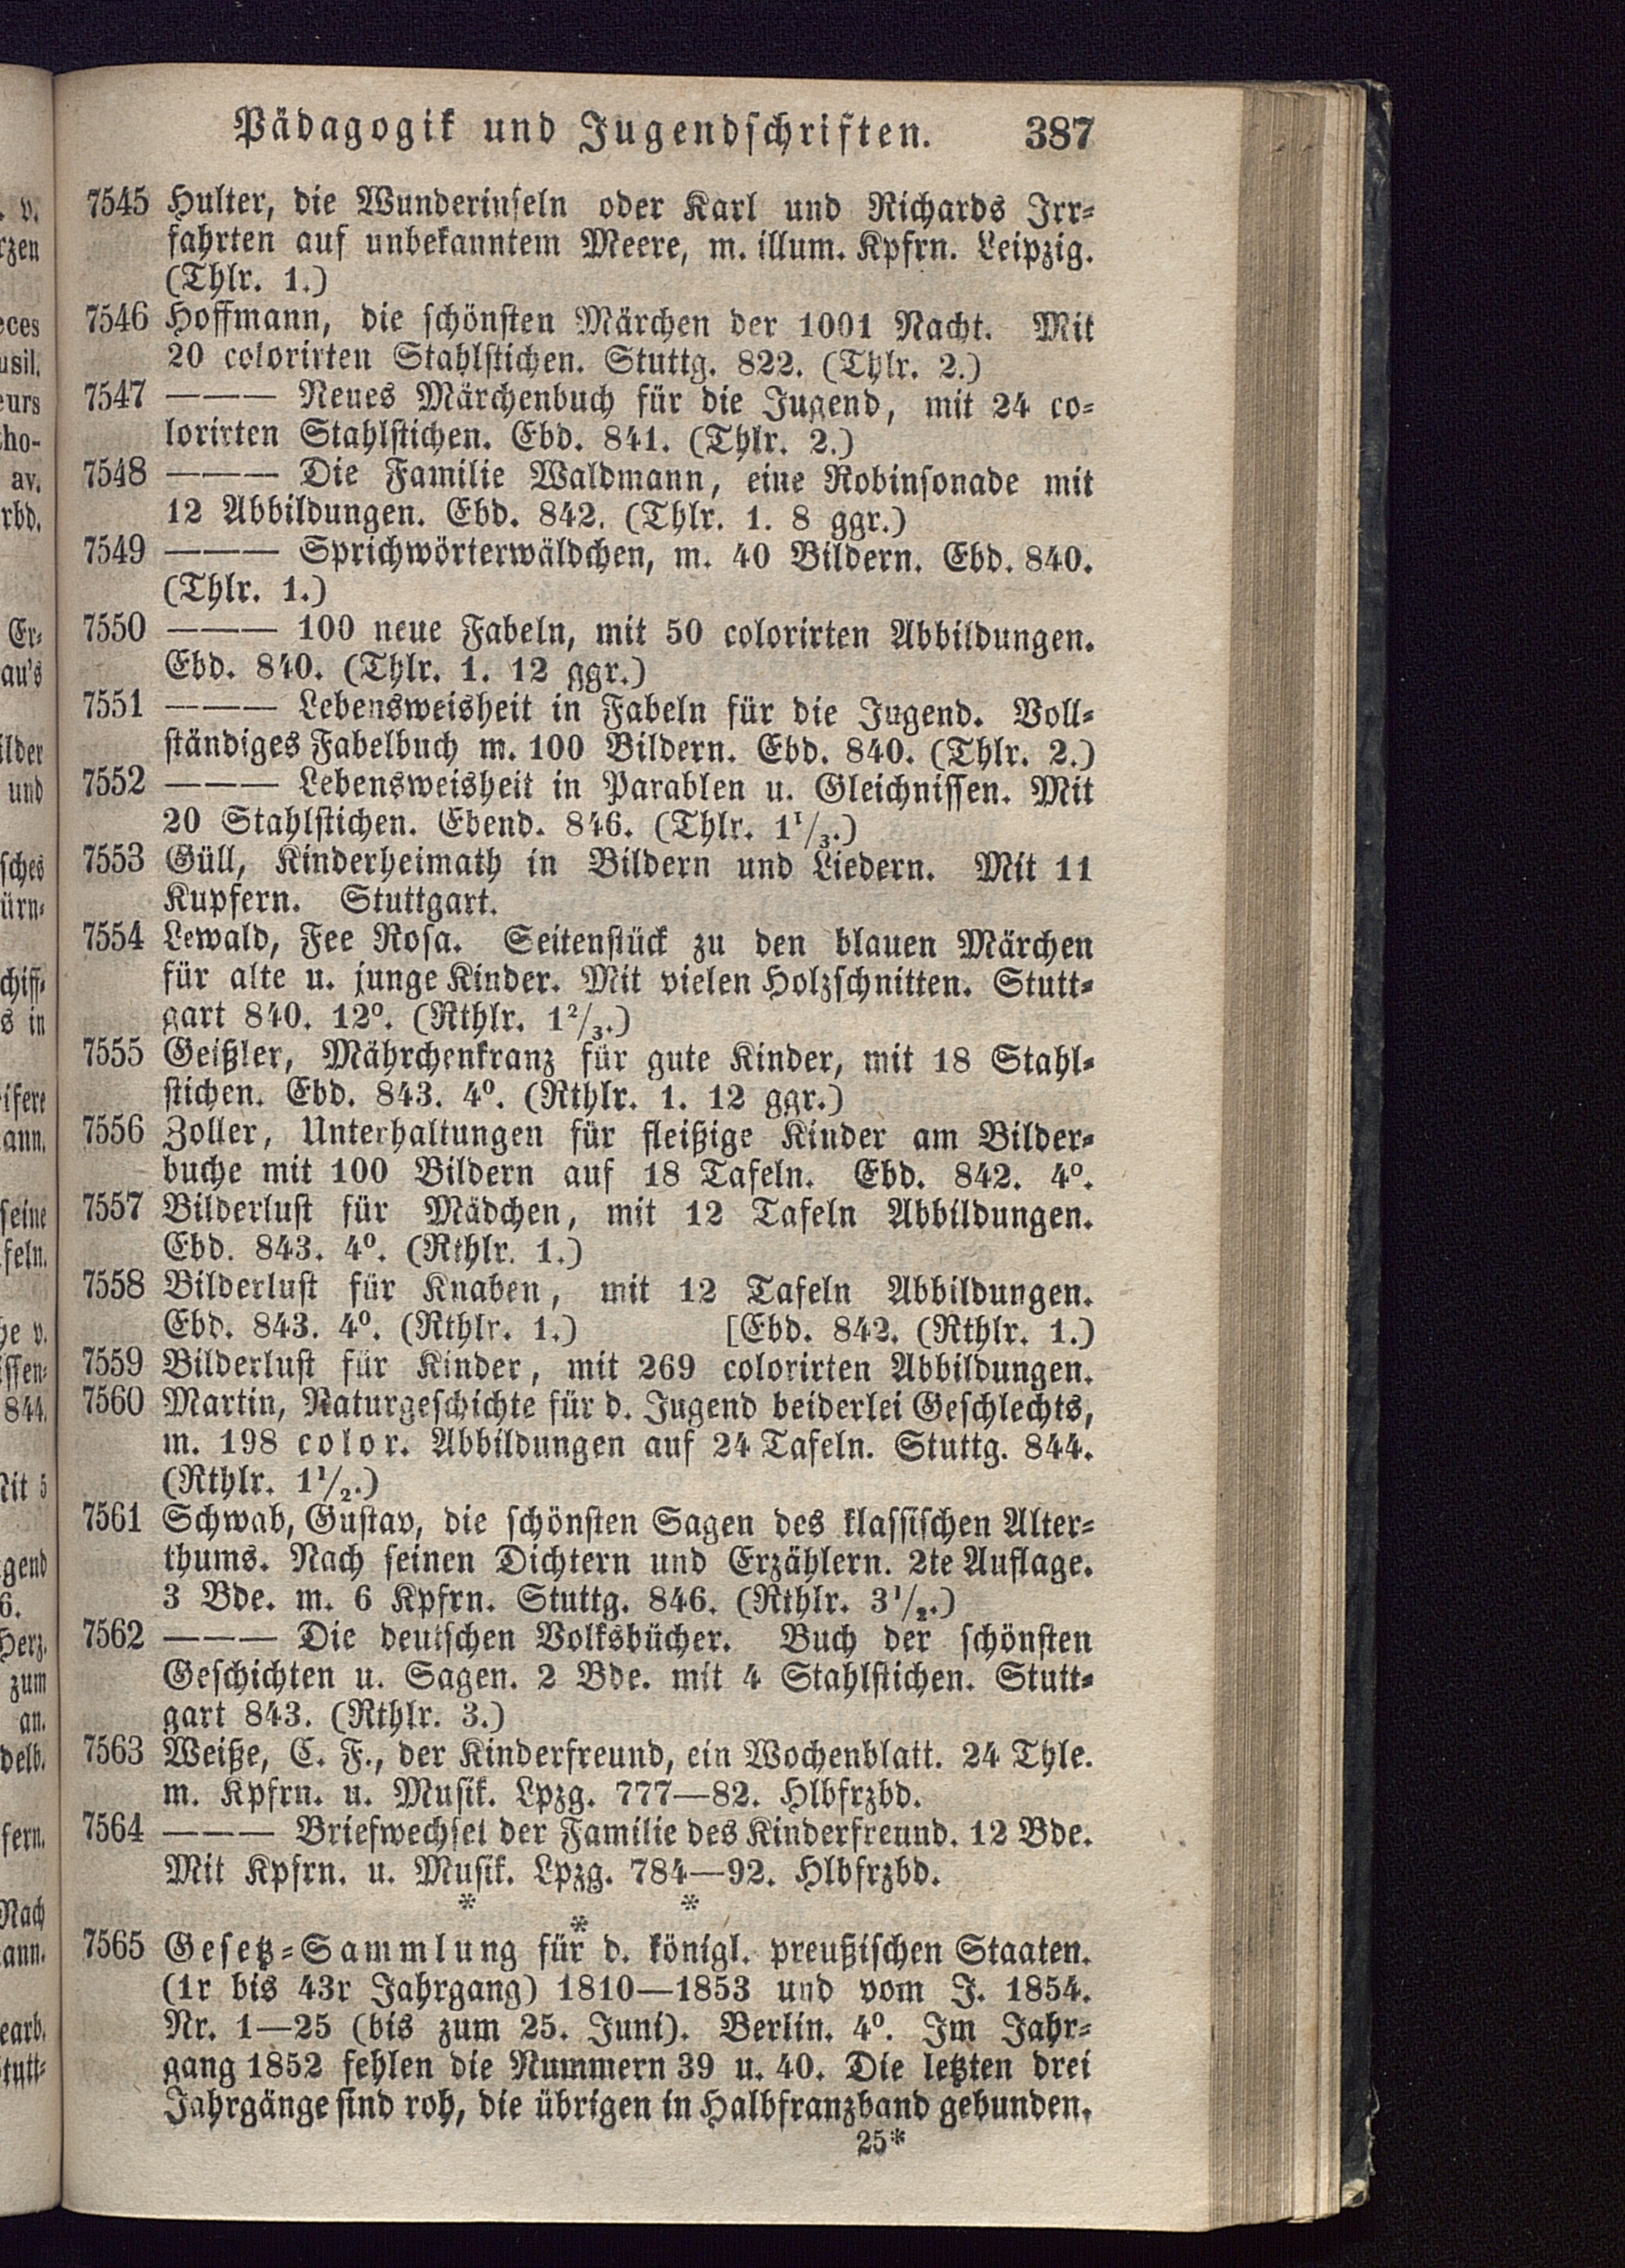 Pädagogik und Jugendschriften. 387
7545 Hulter, die Wunderinseln oder Karl und Richards Irr-
fahrten auf unbekanntem Meere, m. illum. Kpfrn. Leipzig.
(Thlr. 1.)
7546 Hoffmann, die schönsten Märchen der 1001 Nacht. Mit
20 colorirten Stahlstichen. Stuttg. 822. (Thlr. 2.)
7547 — — — Neues Märchenbuch für die Jugend, mit 24 co-
lorirten Stahlstichen. Ebd. 841. (Thlr. 2.)
7548 — — — Die Familie Waldmann, eine Robinsonade mit
12 Abbildungen. Ebd. 842. (Thlr. 1. 8 ggr.)
7549 — — — Sprichwörterwäldchen, m. 40 Bildern. Ebd. 840.
(Thlr. 1.)
7550 — — — 100 neue Fabeln, mit 50 colorirten Abbildungen.
Ebd. 840. (Thlr. 1. 12 ggr.)
7551 — — — Lebensweisheit in Fabeln für die Jugend. Voll-
ständiges Fabelbuch m. 100 Bildern. Ebd. 840. (Thlr. 2.)
7552 — — — Lebensweisheit in Parablen u. Gleichnissen. Mit
20 Stahlstichen. Ebend. 846. (Thlr. 1 1/3.)
7553 Güll, Kinderheimath in Bildern und Liedern. Mit 11
Kupfern. Stuttgart.
7554 Lewald, Fee Rosa. Seitenstück zu den blauen Märchen
für alte u. junge Kinder. Mit vielen Holzschnitten. Stutt-
gart 840. 12°. (Rthlr. 1 2/3.)
7555 Geißler, Mährchenkranz für gute Kinder, mit 18 Stahl-
stichen. Ebd. 843. 4°. (Rthlr. 1. 12 ggr.)
7556 Zoller, Unterhaltungen für fleißige Kinder am Bilder-
buche mit 100 Bildern auf 18 Tafeln. Ebd. 842. 4°.
7557 Bilderlust für Mädchen, mit 12 Tafeln Abbildungen.
Ebd. 843. 4°. (Rthlr. 1.)
7558 Bilderlust für Knaben, mit 12 Tafeln Abbildungen.
Ebd. 843. 4°. (Rthlr. 1.) [Ebd. 842. (Rthlr. 1.)
7559 Bilderlust für Kinder, mit 269 colorirten Abbildungen.
7560 Martin, Naturgeschichte für d. Jugend beiderlei Geschlechts,
m. 198 color. Abbildungen auf 24 Tafeln. Stuttg. 844.
(Rthlr. 1 1/2.)
7561 Schwab, Gustav, die schönsten Sagen des klassischen Alter-
thums. Nach seinen Dichtern und Erzählern. 2te Auflage.
3 Bde. m. 6 Kpfrn. Stuttg. 846. (Rthlr. 3 1/2.)
7562 — — — Die deutschen Volksbücher. Buch der schönsten
Geschichten u. Sagen. 2 Bde. mit 4 Stahlstichen. Stutt-
gart 843. (Rthlr. 3.)
7563 Weiße, C. F., der Kinderfreund, ein Wochenblatt. 24 Thle.
m. Kpfrn. u. Musik. Lpzg. 777—82. Hlbfrzbd.
7564 — — — Briefwechsel der Familie des Kinderfreund. 12 Bde.
Mit Kpfrn. u. Musik. Lpzg. 784—92. Hlbfrzbd.
* * *
7565 Gesetz-Sammlung für d. königl. preußischen Staaten.
(1r bis 43r Jahrgang) 1810—1853 und vom J. 1854.
Nr. 1—25 (bis zum 25. Juni). Berlin. 4°. Im Jahr-
gang 1852 fehlen die Nummern 39 u. 40. Die letzten drei
Jahrgänge sind roh, die übrigen in Halbfranzband gebunden.
25*